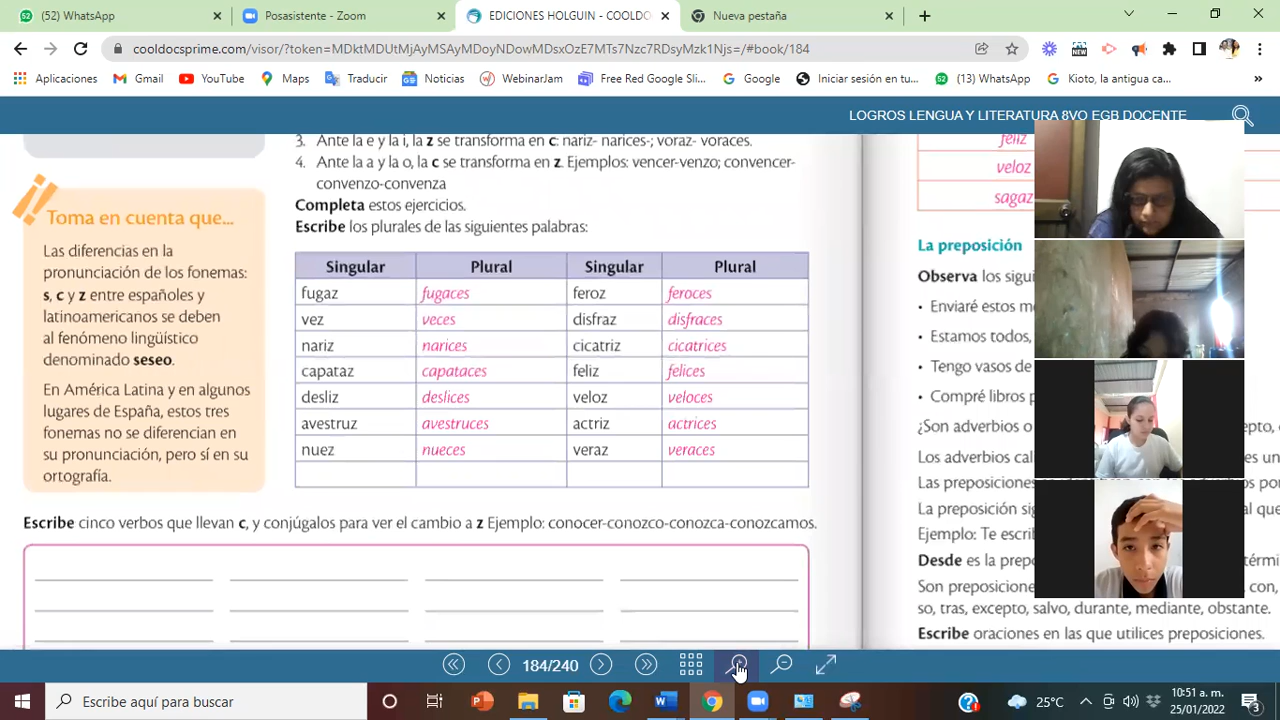 (52) WhatsApp
Posasistente - Zoom
EDICIONES HOLGUIN - COOLDO
Nueva pestaña
cooldocsprime.com/visor/?token=MDktMDUtMjAyMSAyMDoyNDowMDsxOzE7MTs7Nzc7RDsyMzk1Njs=/#book/184
Aplicaciones
Gmail
YouTube
Maps
Traducir
Noticias
WebinarJam
Free Red Google Sli...
Google
Iniciar sesión en tu...
(13) WhatsApp
Kioto, la antigua ca...
»
LOGROS LENGUA Y LITERATURA 8VO EGB DOCENTE
3. Ante la e y la i, la z se transforma en c: nariz- narices-; voraz- voraces.
4. Ante la a y la o, la c se transforma en z. Ejemplos: vencer-venzo; convencer-
convenzo-convenza
Completa estos ejercicios.
Escribe los plurales de las siguientes palabras:
Toma en cuenta que...
Las diferencias en la
pronunciación de los fonemas:
s, c y z entre españoles y
latinoamericanos se deben
al fenómeno lingüístico
denominado seseo.
En América Latina y en algunos
lugares de España, estos tres
fonemas no se diferencian en
su pronunciación, pero sí en su
ortografía.
Singular Plural Singular Plural
fugaz fugaces feroz feroces
vez veces disfraz disfraces
nariz narices cicatriz cicatrices
capataz capataces feliz felices
desliz deslices veloz veloces
avestruz avestruces actriz actrices
nuez nueces veraz veraces
Escribe cinco verbos que llevan c, y conjúgalos para ver el cambio a z Ejemplo: conocer-conozco-conozca-conozcamos.
feliz
veloz
sagaz
La preposición
Observa los sigui
• Enviaré estos m
• Estamos todos,
• Tengo vasos de
• Compré libros p
¿Son adverbios o
Los adverbios cal
Las preposiciones
La preposición sig
Ejemplo: Te escri
Desde es la prep
Son preposicione
so, tras, excepto, salvo, durante, mediante, obstante.
Escribe oraciones en las que utilices preposiciones.
184/240
Escribe aquí para buscar
25°C
10:51 a. m.
25/01/2022
3